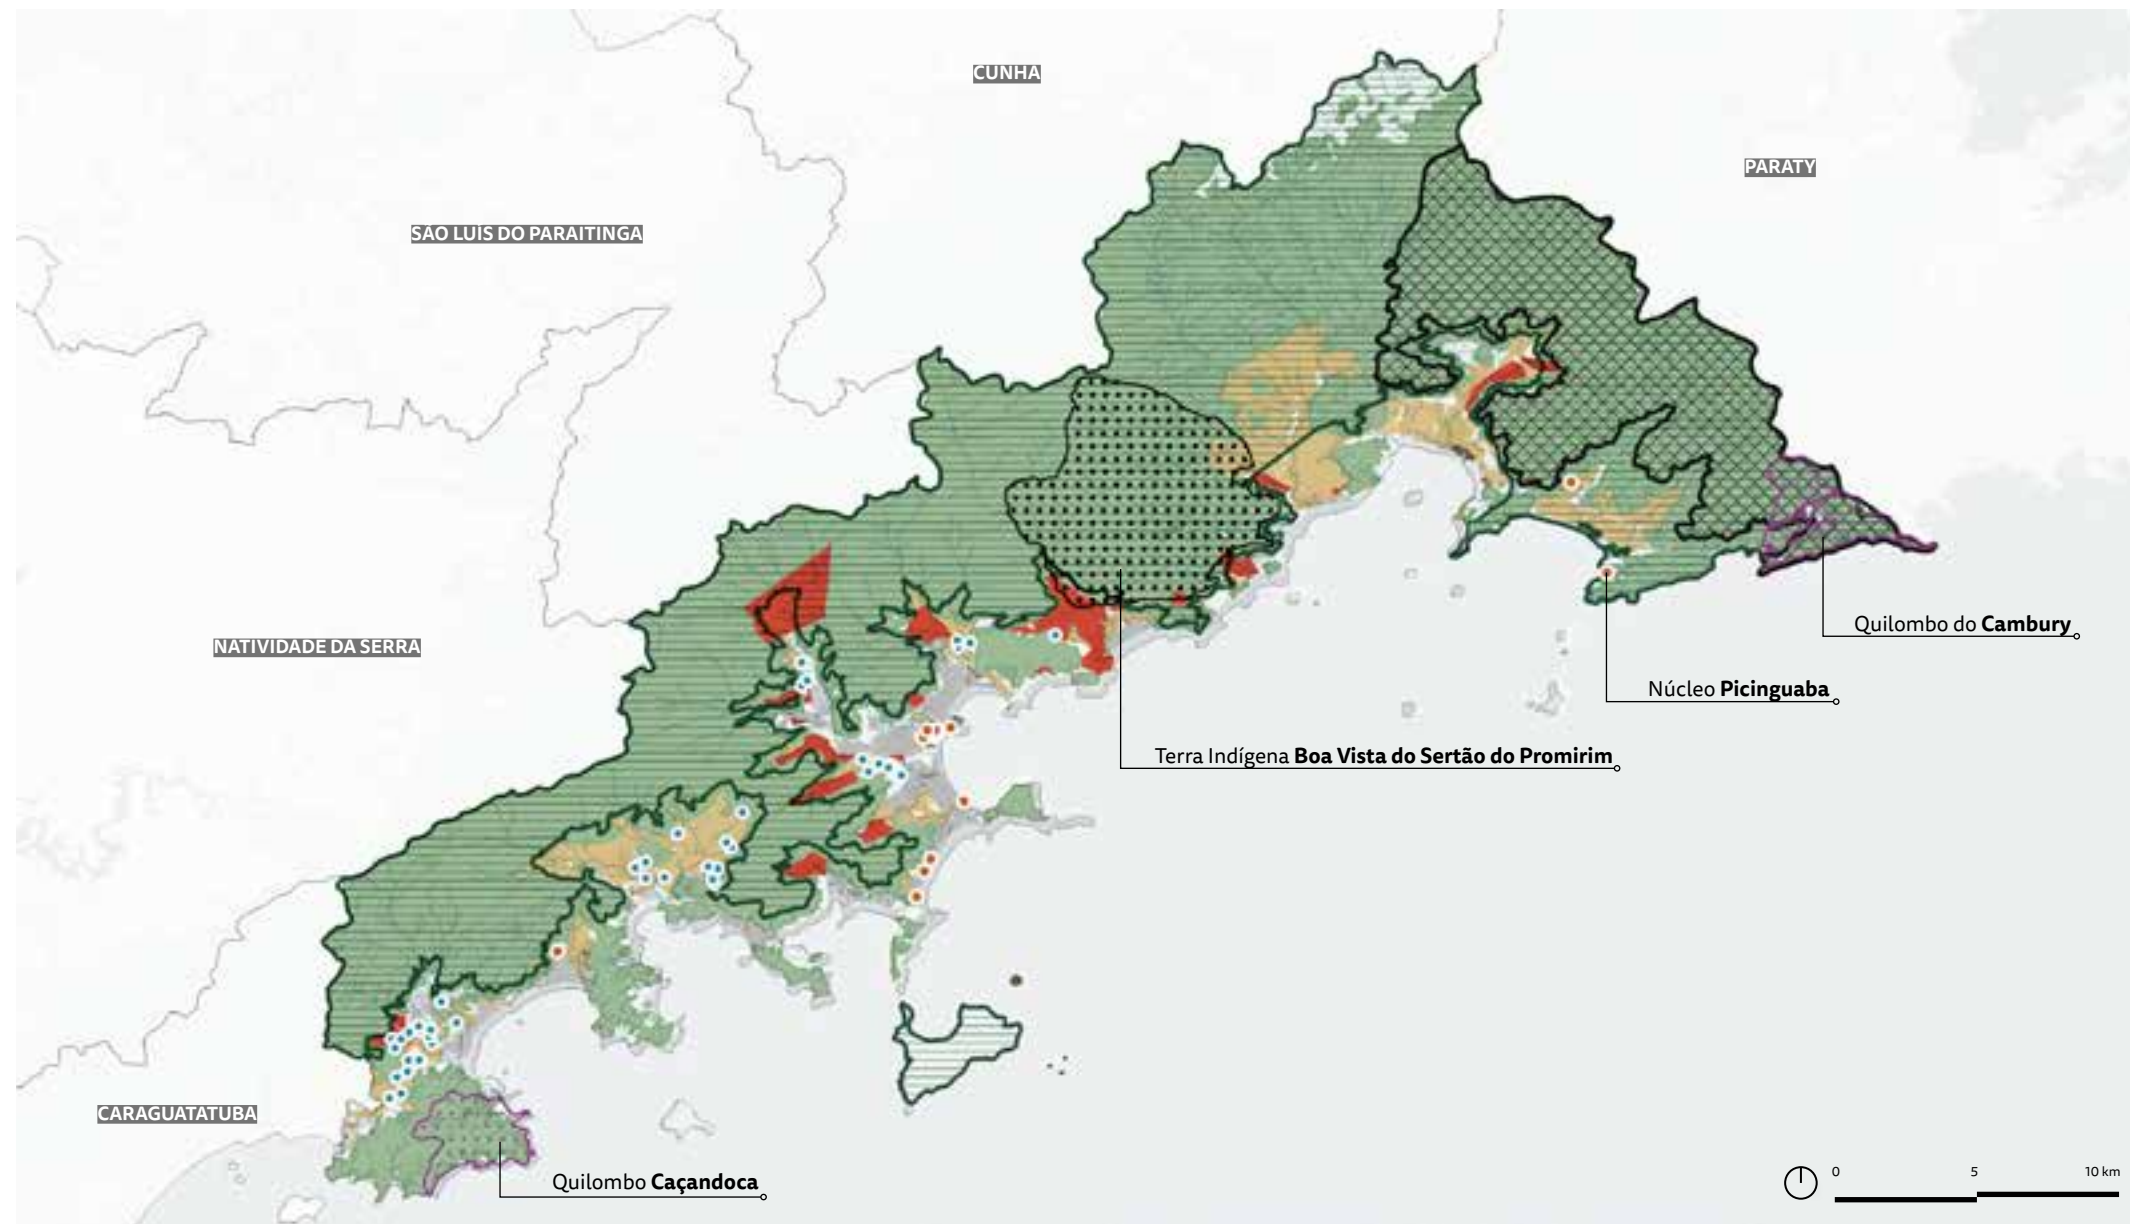 CUNHA
PARATY
SÃO LUIS DO PARAITINGA
NATIVIDADE DA SERRA
Quilombo do Cambury
Núcleo Picinguaba
Terra Indígena Boa Vista do Sertão do Promirim
CARAGUATATUBA
Quilombo Caçandoca
0 5 10 km